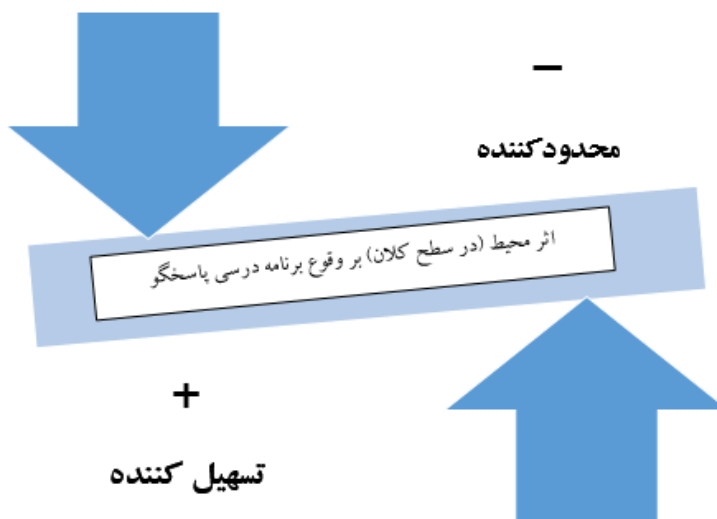 −
محدودکننده
اثر محیط (در سطح کلان) بر وقوع برنامه درسی پاسخگو
+
تسهیل کننده